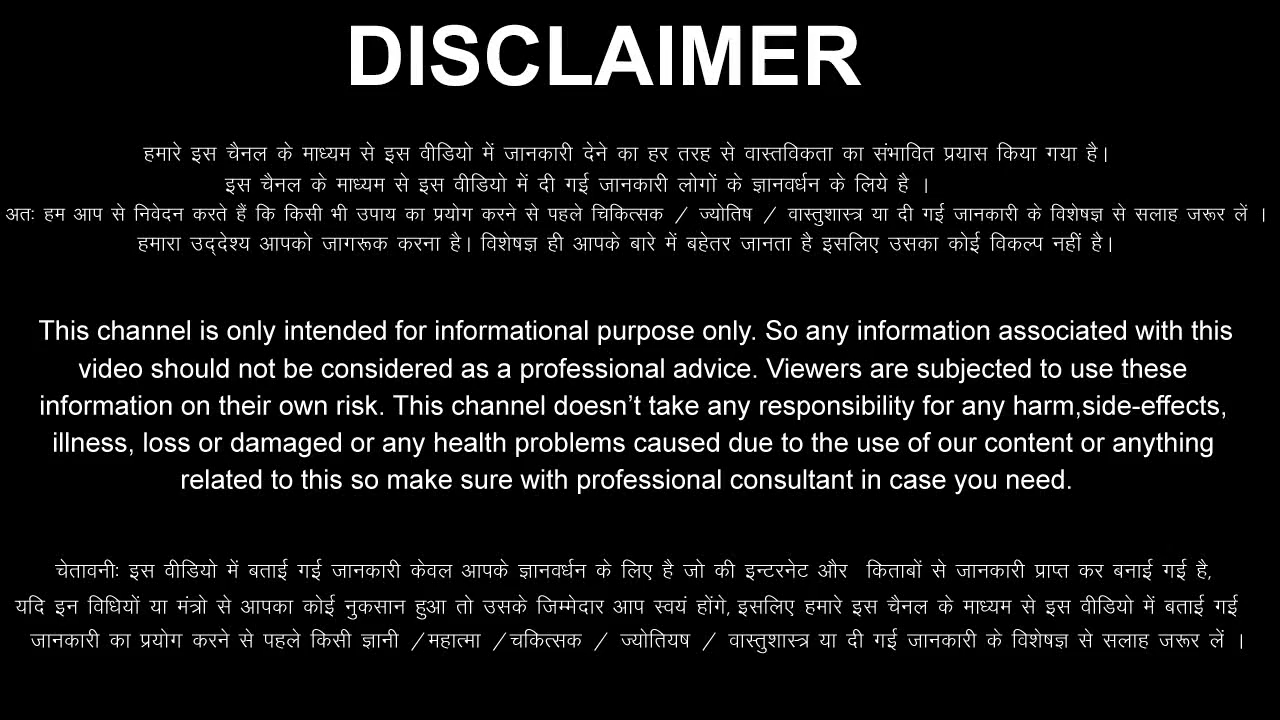 DISCLAIMER
हमारे इस चैनल के माध्यम से इस वीडियो में जानकारी देने का हर तरह से वास्तविकता का संभावित प्रयास किया गया है।
इस चैनल के माध्यम से इस वीडियो में दी गई जानकारी लोगों के ज्ञानवर्धन के लिये है ।
अतः हम आप से निवेदन करते हैं कि किसी भी उपाय का प्रयोग करने से पहले चिकित्सक / ज्योतिष / वास्तुशास्त्र या दी गई जानकारी के विशेषज्ञ से सलाह जरूर लें ।
हमारा उद्देश्य आपको जागरूक करना है। विशेषज्ञ ही आपके बारे में बहेतर जानता है इसलिए उसका कोई विकल्प नहीं है।
This channel is only intended for informational purpose only. So any information associated with this
video should not be considered as a professional advice. Viewers are subjected to use these
information on their own risk. This channel doesn’t take any responsibility for any harm,side-effects,
illness, loss or damaged or any health problems caused due to the use of our content or anything
related to this so make sure with professional consultant in case you need.
चेतावनीः इस वीडियो में बताई गई जानकारी केवल आपके ज्ञानवर्धन के लिए है जो की इन्टरनेट और किताबों से जानकारी प्राप्त कर बनाई गई है,
यदि इन विधियों या मंत्रो से आपका कोई नुकसान हुआ तो उसके जिम्मेदार आप स्वयं होंगे, इसलिए हमारे इस चैनल के माध्यम से इस वीडियो में बताई गई
जानकारी का प्रयोग करने से पहले किसी ज्ञानी /महात्मा /चकित्सक / ज्योतियष / वास्तुशास्त्र या दी गई जानकारी के विशेषज्ञ से सलाह जरूर लें ।